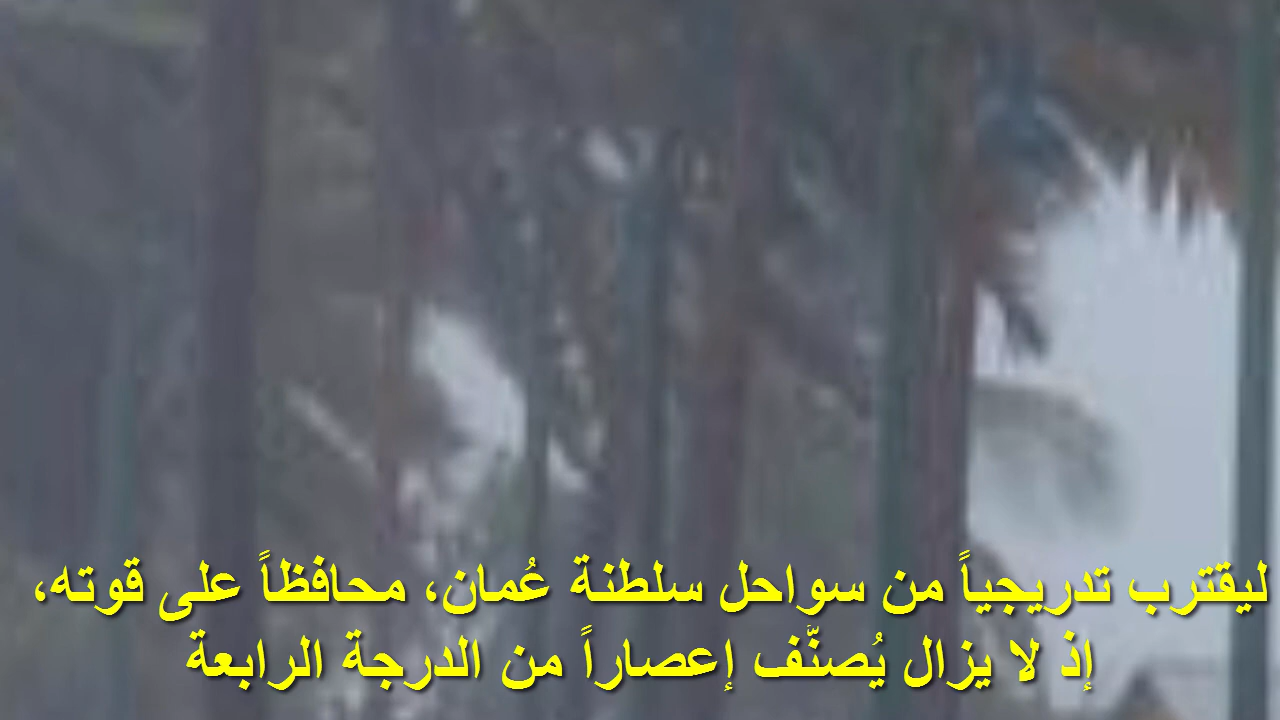 ليقترب تدريجياً من سواحل سلطنة عُمان، محافظاً على قوته،
إذ لا يزال يُصنَّف إعصاراً من الدرجة الرابعة